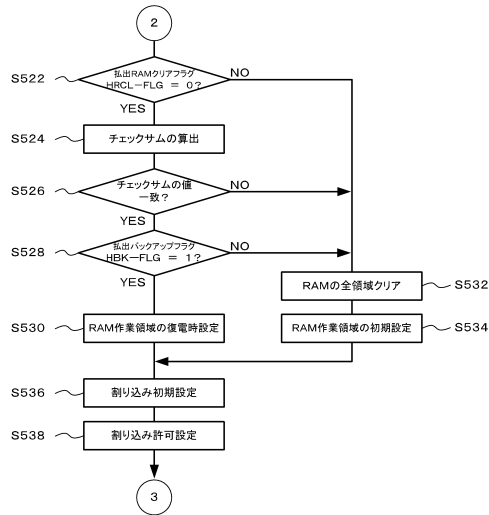 2
S522
払出RAMクリアフラグ
HRCL-FLG = 0?
NO
YES
S524
チェックサムの算出
S526
チェックサムの値
一致?
NO
YES
S528
払出バックアップフラグ
HBK-FLG = 1?
NO
YES
RAMの全領域クリア
S532
S530
RAM作業領域の復電時設定
RAM作業領域の初期設定
S534
S536
割り込み初期設定
S538
割り込み許可設定
3